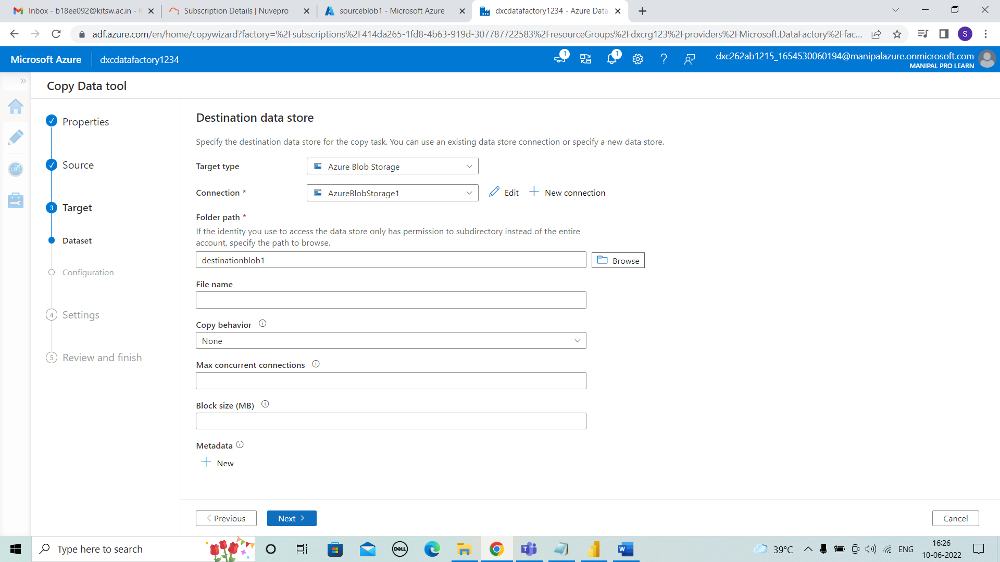 Inbox - b18ee092@kitsw.ac.in - K
Subscription Details | Nuvepro
sourceblob1 - Microsoft Azure
dxcdatafactory1234 - Azure Data
adf.azure.com/en/home/copywizard?factory=%2Fsubscriptions%2F414da265-1fd8-4b63-919d-307787722583%2FresourceGroups%2Fdxcrg123%2Fproviders%2FMicrosoft.DataFactory%2Ffac...
S
Microsoft Azure
dxcdatafactory1234
1
1
dxc262ab1215_1654530060194@manipalazure.onmicrosoft.com
MANIPAL PRO LEARN
Copy Data tool
Properties
Source
3 Target
Dataset
Configuration
4 Settings
5 Review and finish
Destination data store
Specify the destination data store for the copy task. You can use an existing data store connection or specify a new data store.
Target type
Azure Blob Storage
Connection *
AzureBlobStorage1
Edit
New connection
Folder path *
If the identity you use to access the data store only has permission to subdirectory instead of the entire
account, specify the path to browse.
destinationblob1
Browse
File name
Copy behavior
None
Max concurrent connections
Block size (MB)
Metadata
New
Previous
Next
Cancel
Type here to search
DELL
39°C
ENG
16:26
10-06-2022